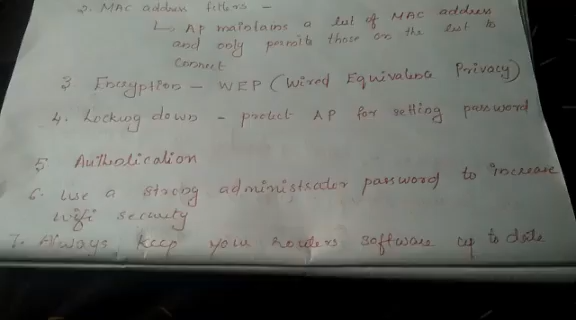 2. MAC address filters -
↳ AP maintains a list of MAC address
and only permits those on the list to
connect
3 Encryption - WEP (Wired Equivalence Privacy)
4. Locking down - protect AP for setting password
5 Authentication
6. Use a strong administrator password to increase
wifi security
7. Always keep your routers software up to date